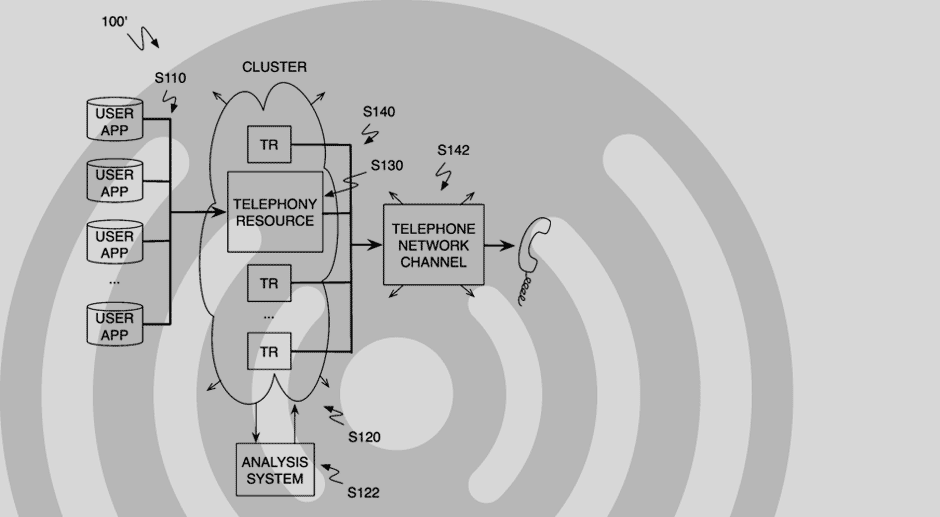 100'
CLUSTER
S110
USER
APP
USER
APP
USER
APP
...
USER
APP
TR
TELEPHONY
RESOURCE
TR
...
TR
S140
S130
S142
TELEPHONE
NETWORK
CHANNEL
S120
ANALYSIS
SYSTEM
S122